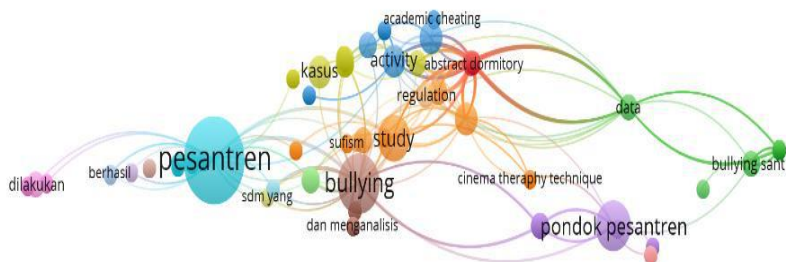 academic cheating
kasus
activity
abstract dormitory
regulation
data
sufism
study
pesantren
bullying sant
dilakukan
berhasil
sdm yang
bullying
cinema theraphy technique
dan menganalisis
pondok pesantren